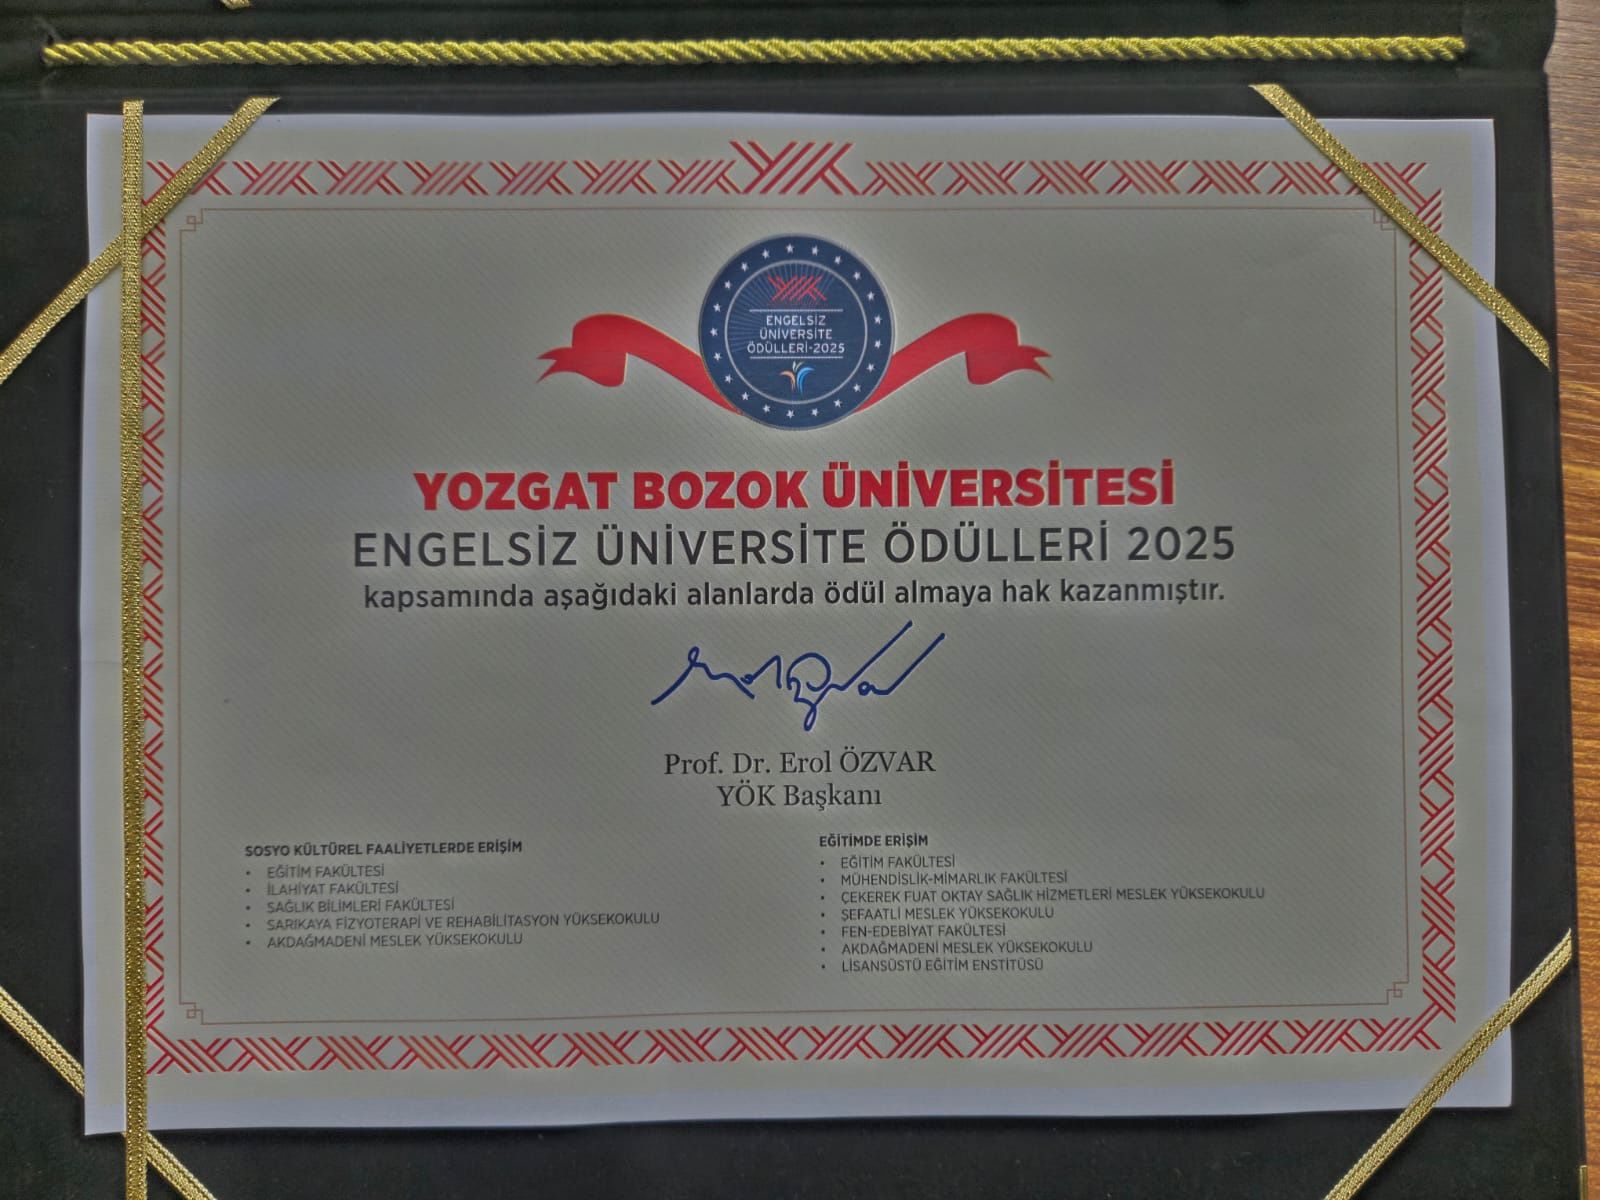 ENGELSİZ
ÜNİVERSİTE
ÖDÜLLERİ-2025
YOZGAT BOZOK ÜNİVERSİTESİ
ENGELSİZ ÜNİVERSİTE ÖDÜLLERİ 2025
kapsamında aşağıdaki alanlarda ödül almaya hak kazanmıştır.
Prof. Dr. Erol ÖZVAR
YÖK Başkanı
SOSYO KÜLTÜREL FAALİYETLERDE ERİŞİM
• EĞİTİM FAKÜLTESİ
• İLAHİYAT FAKÜLTESİ
• SAĞLIK BİLİMLERİ FAKÜLTESİ
• SARIKAYA FİZYOTERAPİ VE REHABİLİTASYON YÜKSEKOKULU
• AKDAĞMADENİ MESLEK YÜKSEKOKULU
EĞİTİMDE ERİŞİM
• EĞİTİM FAKÜLTESİ
• MÜHENDİSLİK-MİMARLIK FAKÜLTESİ
• ÇEKEREK FUAT OKTAY SAĞLIK HİZMETLERİ MESLEK YÜKSEKOKULU
• ŞEFAATLİ MESLEK YÜKSEKOKULU
• FEN-EDEBİYAT FAKÜLTESİ
• AKDAĞMADENİ MESLEK YÜKSEKOKULU
• LİSANSÜSTÜ EĞİTİM ENSTİTÜSÜ